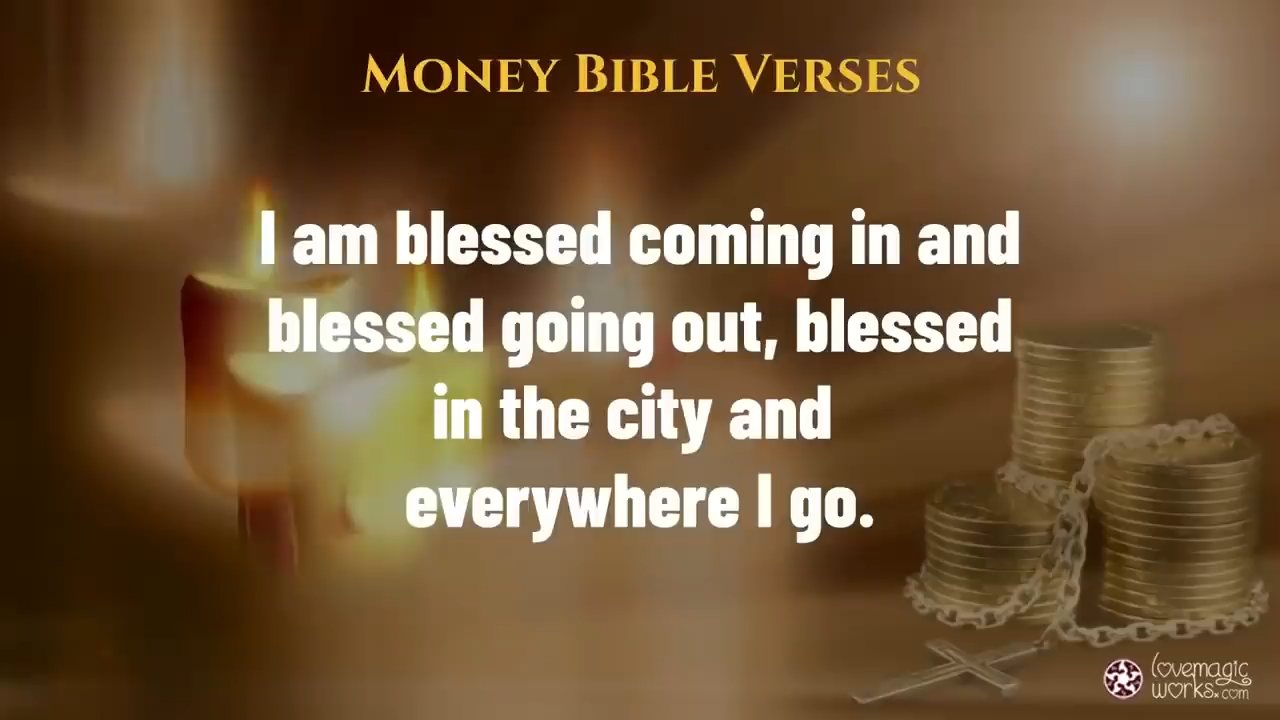 Money Bible Verses
I am blessed coming in and
blessed going out, blessed
in the city and
everywhere I go.
lovemagic
works.com